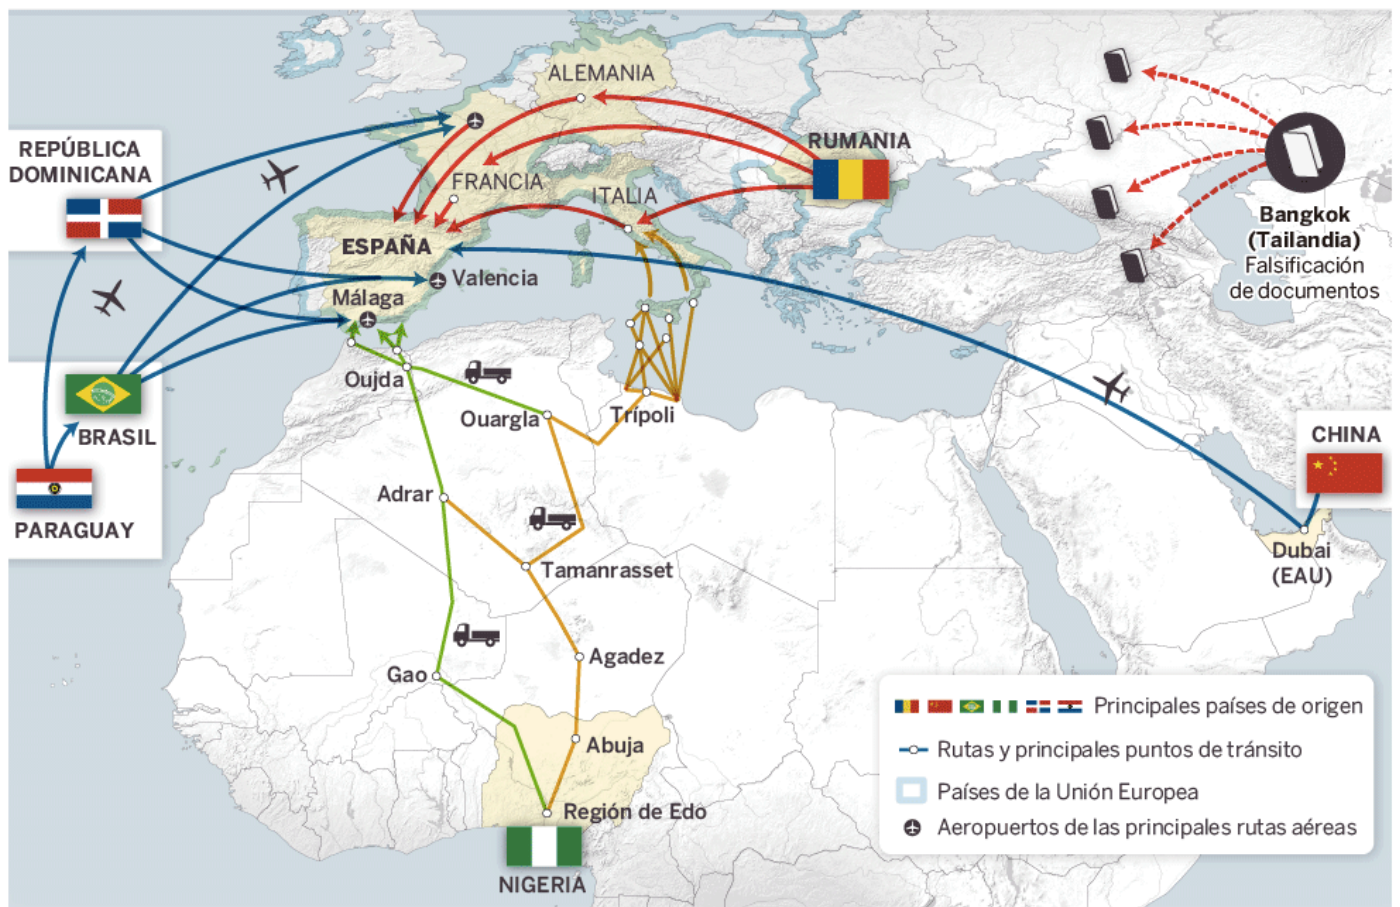 ALEMANIA
RUMANIA
REPÚBLICA
DOMINICANA
FRANCIA
ITALIA
ESPAÑA
Valencia
Málaga
Bangkok
(Tailandia)
Falsificación
de documentos
Oujda
BRASIL
Ouargla
Trípoli
CHINA
PARAGUAY
Adrar
Tamanrasset
Dubai
(EAU)
Gao
Agadez
Abuja
Región de Edo
NIGERIA
Principales países de origen
Rutas y principales puntos de tránsito
Países de la Unión Europea
Aeropuertos de las principales rutas aéreas